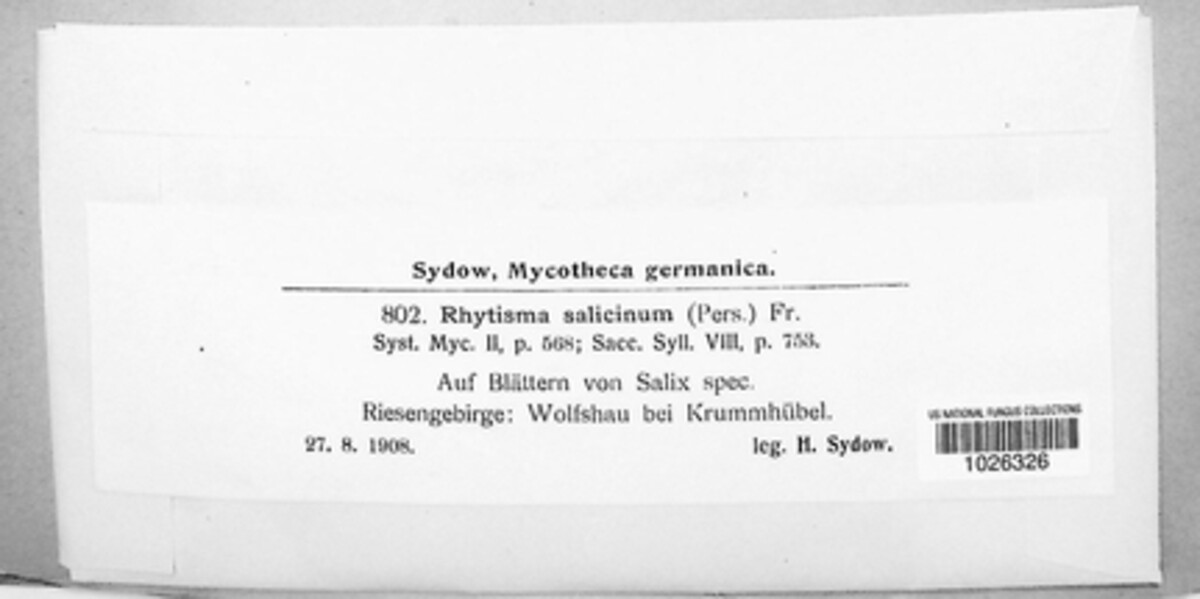 Sydow, Mycotheca germanica.
802. Rhytisma salicinum (Pers.) Fr.
Syst. Myc. II, p. 568; Sacc. Syll. VIII, p. 753.
Auf Blättern von Salix spec.
Riesengebirge: Wolfshau bei Krummhübel.
27. 8. 1908. leg. H. Sydow.
US NATIONAL FUNGUS COLLECTIONS
1026326